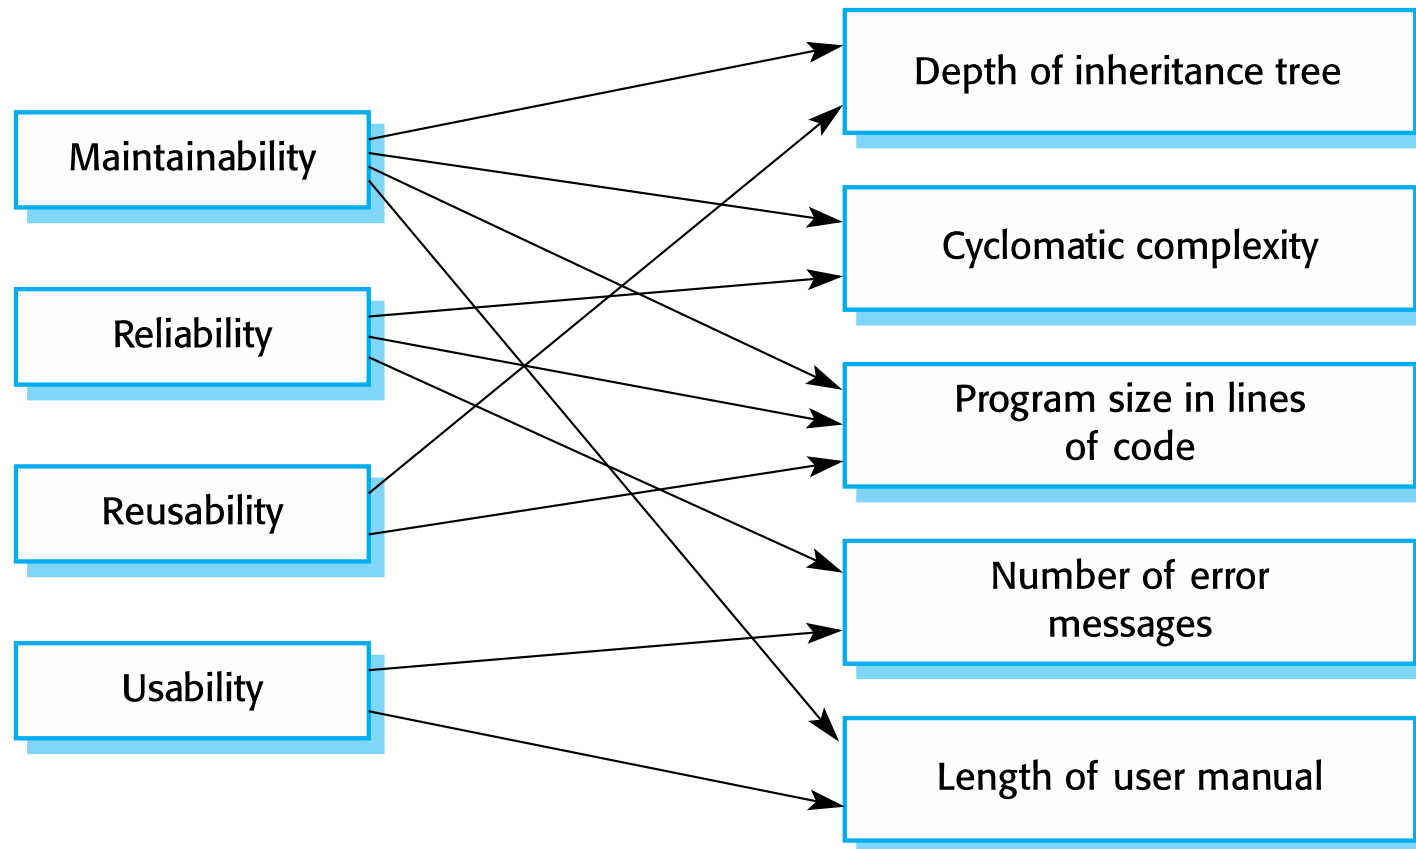 Maintainability
Reliability
Reusability
Usability
Depth of inheritance tree
Cyclomatic complexity
Program size in lines
of code
Number of error
messages
Length of user manual